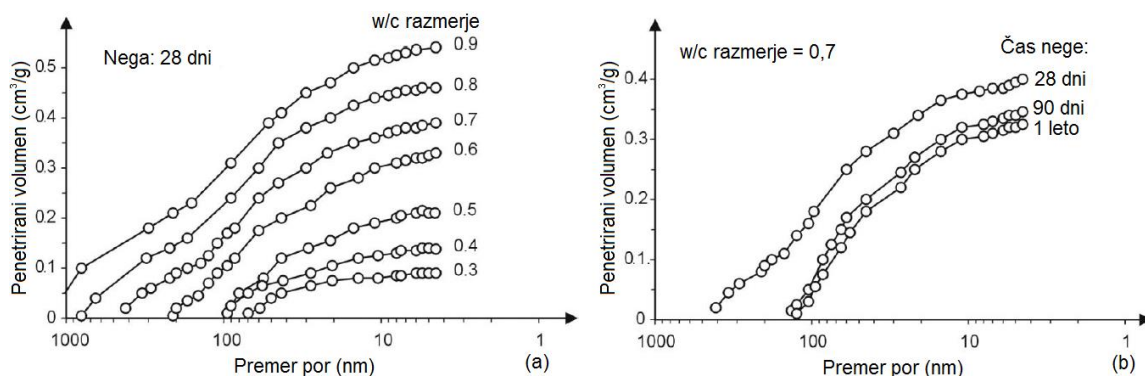 w/c razmerje
Nega: 28 dni
Penetrirani volumen (cm³/g)
0.5
0.4
0.3
0.2
0.1
0
0.9
0.8
0.7
0.6
0.5
0.4
0.3
1000
100
10
1
Premer por (nm)
(a)
w/c razmerje = 0,7
Čas nege:
28 dni
90 dni
1 leto
Penetrirani volumen (cm³/g)
0.4
0.3
0.2
0.1
0
1000
100
10
1
Premer por (nm)
(b)